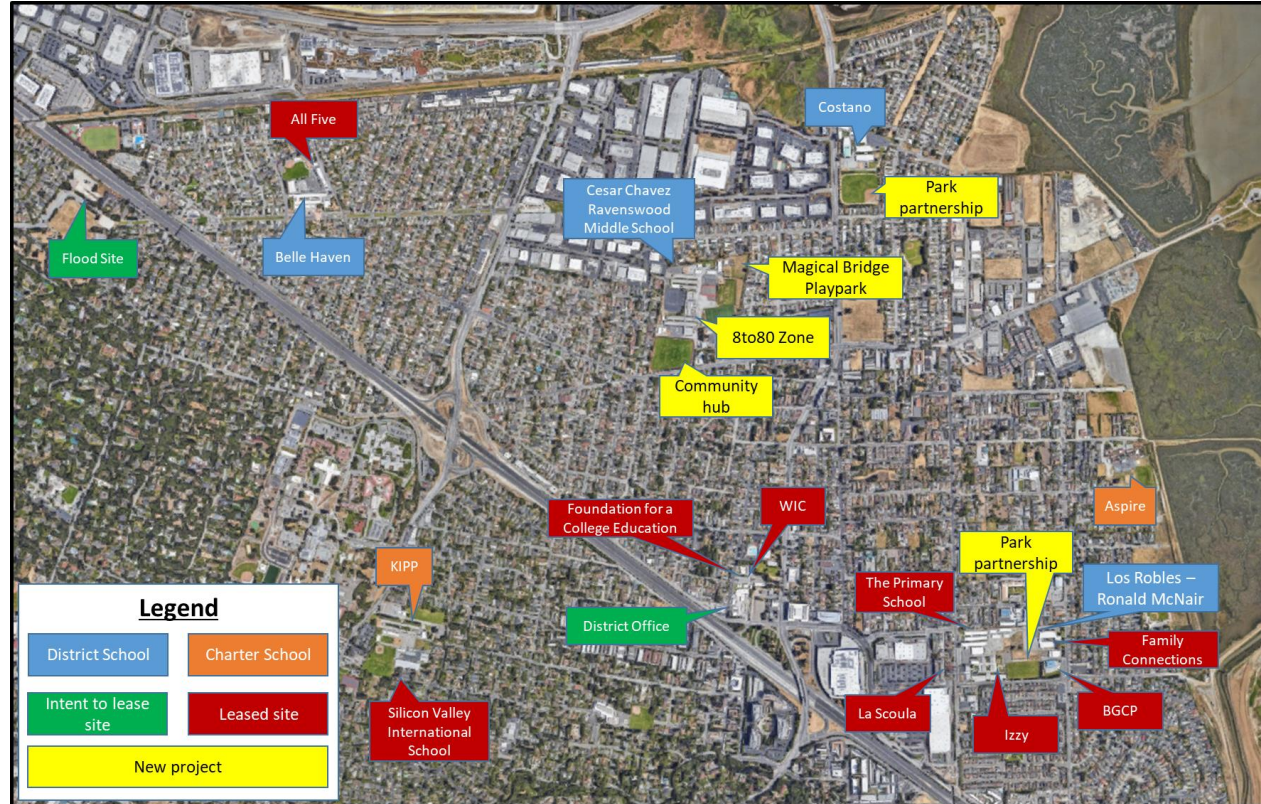 All Five
Costano
Cesar Chavez
Ravenswood
Middle School
Park
partnership
Flood Site
Belle Haven
Magical Bridge
Playpark
8to80 Zone
Community
hub
Foundation for a
College Education
WIC
Aspire
KIPP
Park
partnership
The Primary
School
Los Robles –
Ronald McNair
District Office
Family
Connections
Silicon Valley
International
School
La Scoula
Izzy
BGCP
Legend
District School
Charter School
Intent to lease
site
Leased site
New project